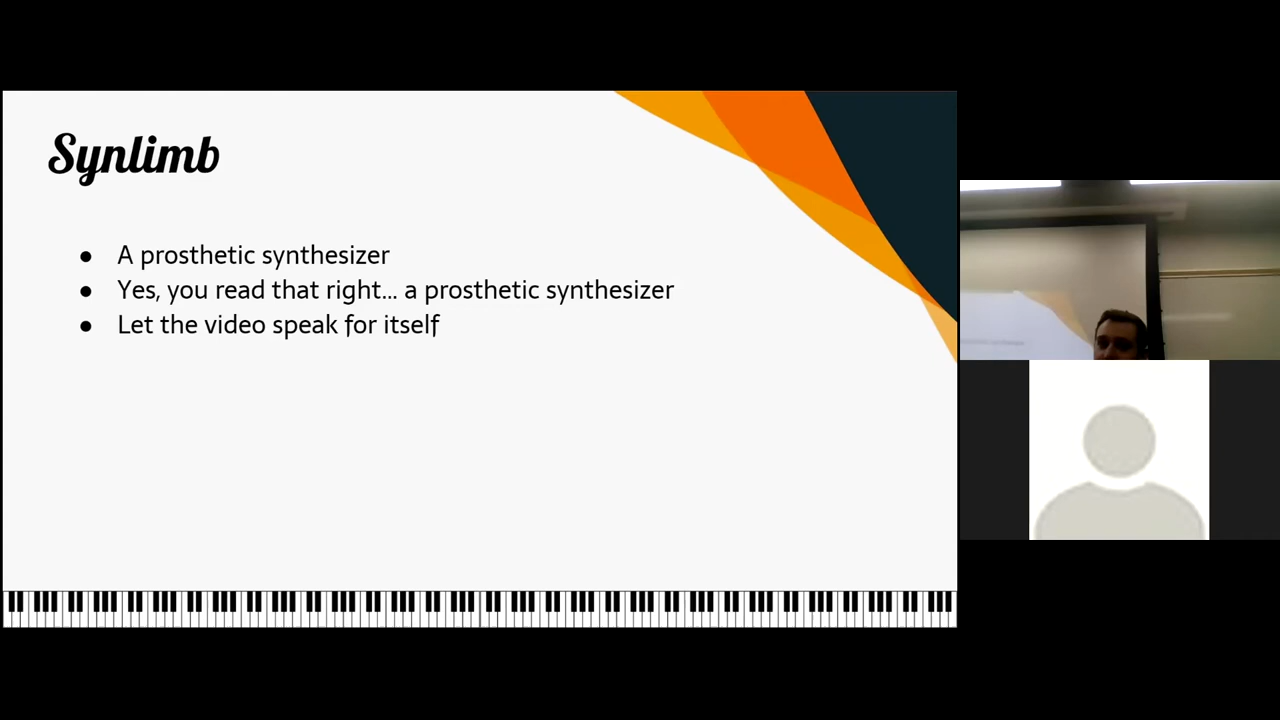 Synlimb
● A prosthetic synthesizer
● Yes, you read that right... a prosthetic synthesizer
● Let the video speak for itself